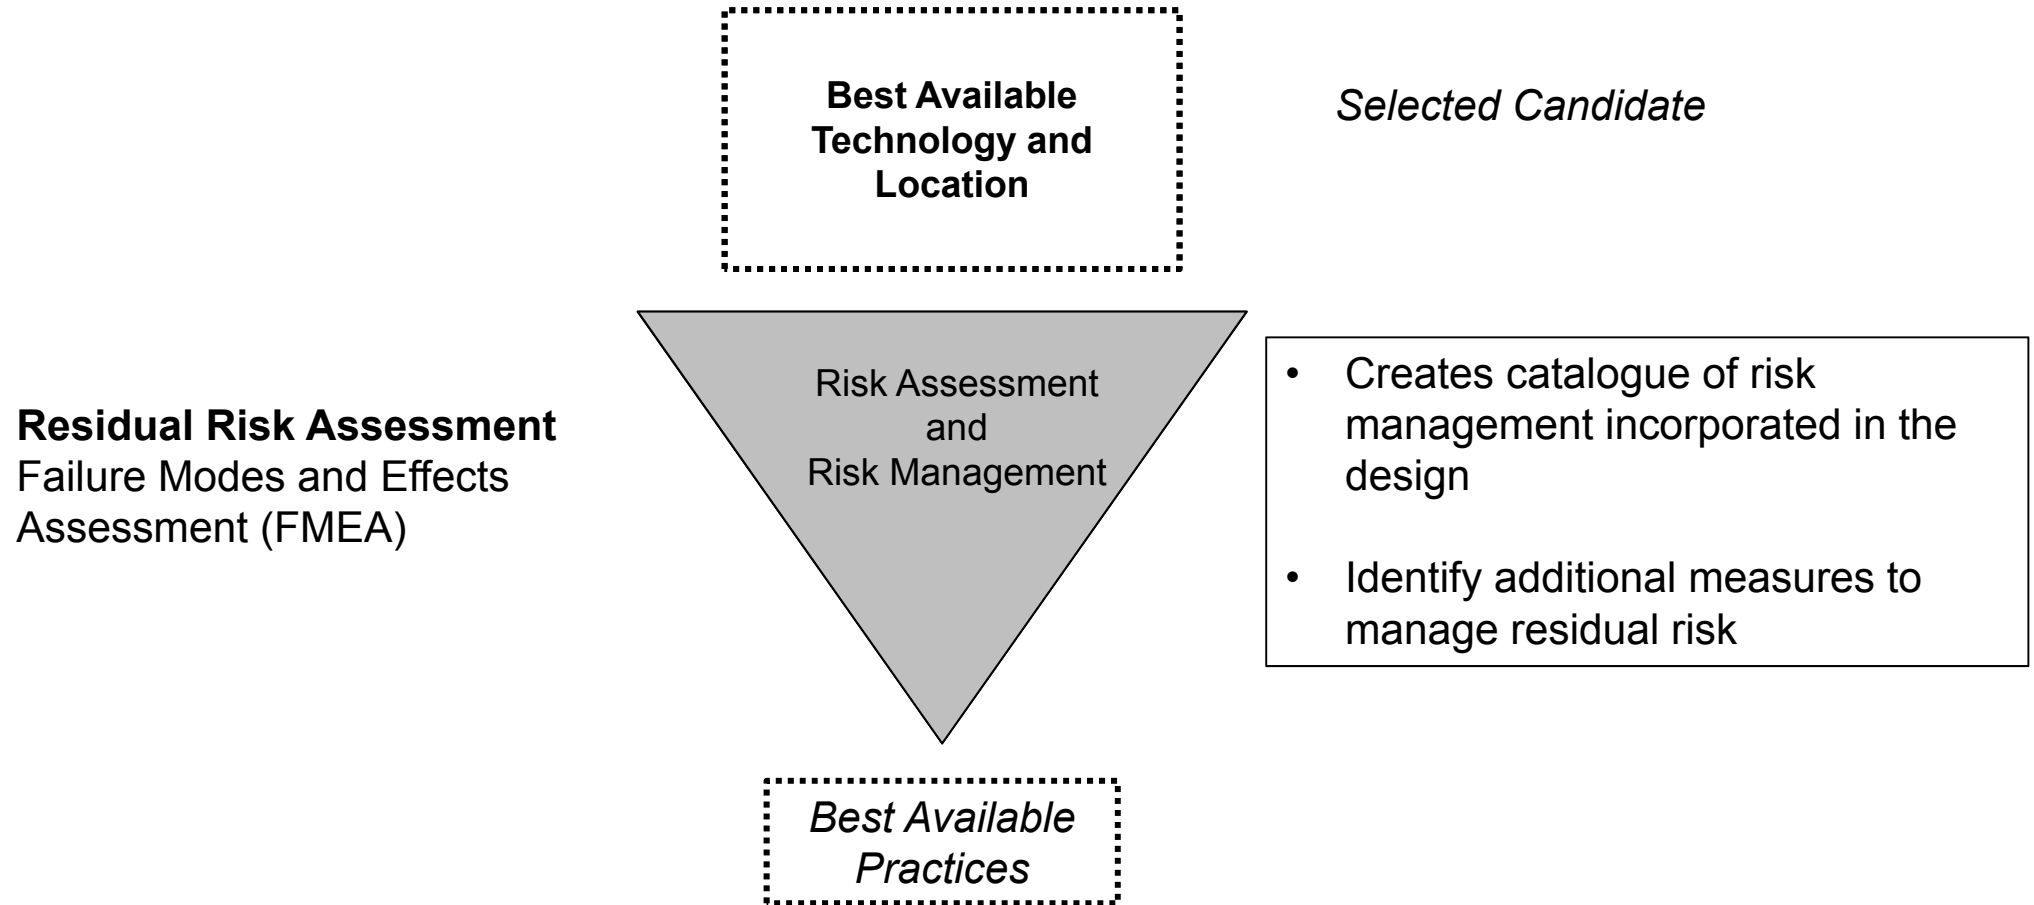 Best Available
Technology and
Location
Selected Candidate
Residual Risk Assessment
Failure Modes and Effects
Assessment (FMEA)
Risk Assessment
and
Risk Management
• Creates catalogue of risk
management incorporated in the
design
• Identify additional measures to
manage residual risk
Best Available
Practices